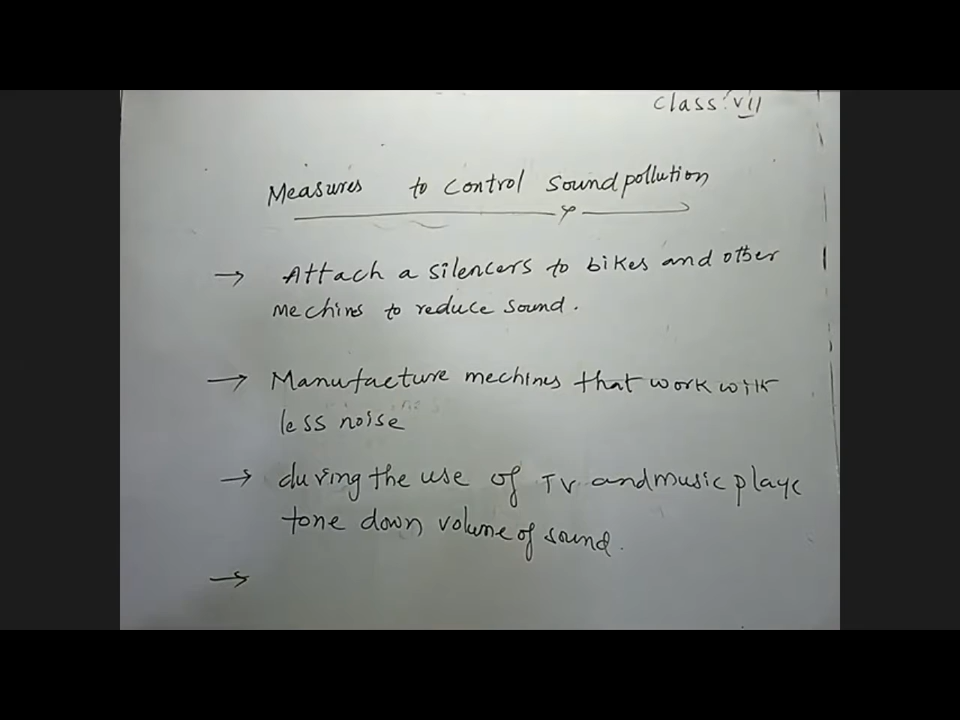 Class: VII
Measures to control sound pollution
→ Attach a silencers to bikes and other
mechines to reduce sound.
→ Manufacture mechines that work with
less noise
→ during the use of TV and music playe
tone down volume of sound.
→